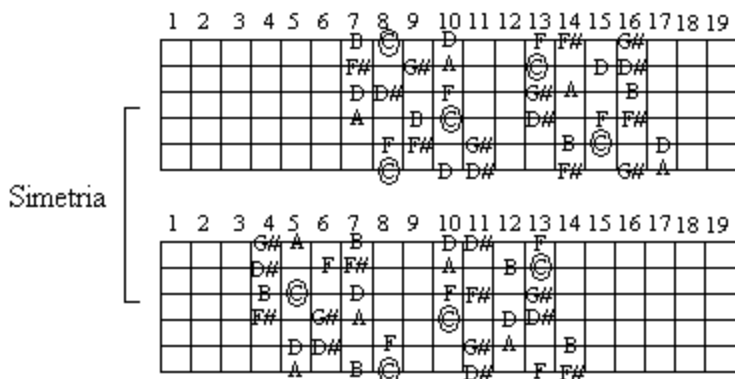 1 2 3 4 5 6 7 8 9 10 11 12 13 14 15 16 17 18 19
B C D F F# G#
F# G# A C D D#
D D# F G# A B
A D C D# F F#
F F# G# B C D
C D D# F# G# A
Simetria
1 2 3 4 5 6 7 8 9 10 11 12 13 14 15 16 17 18 19
G# A B D D# F
D# F F# A B C
B C D F F# G#
F# G# A C D D#
D D# F G# A B
A B C D# F F#